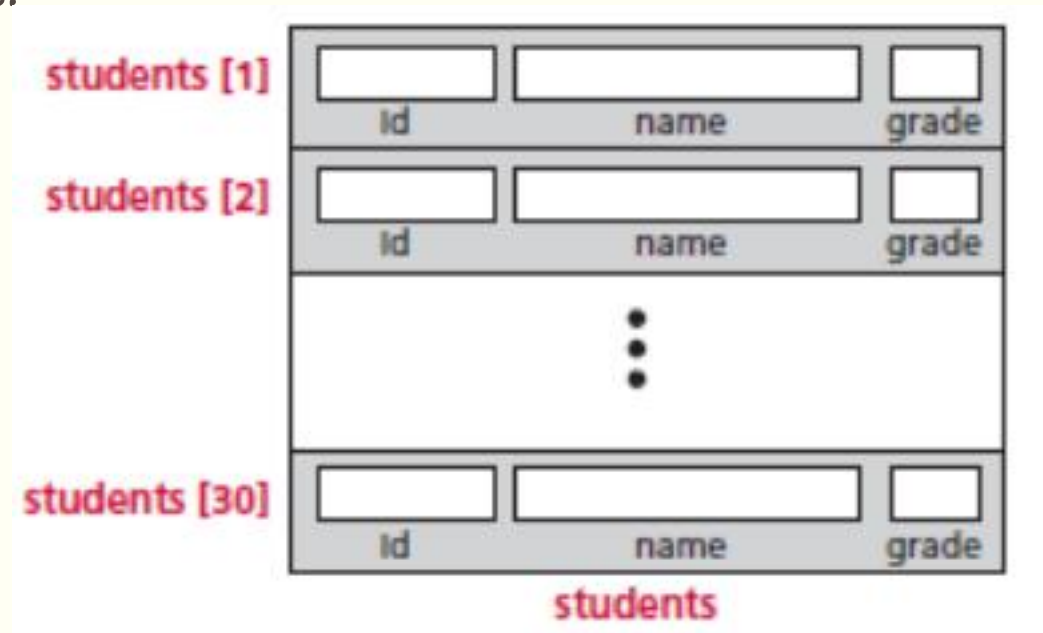 students [1]
id name grade
students [2]
id name grade
students [30]
id name grade
students